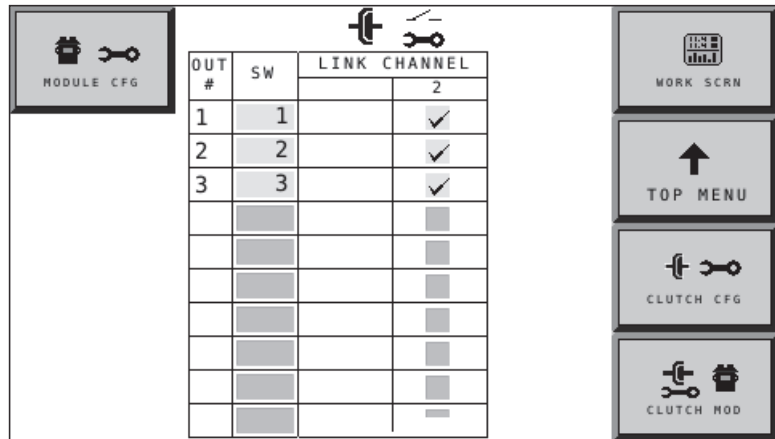 MODULE CFG
OUT # SW LINK CHANNEL
2
1 1
2 2
3 3
WORK SCRN
TOP MENU
CLUTCH CFG
CLUTCH MOD